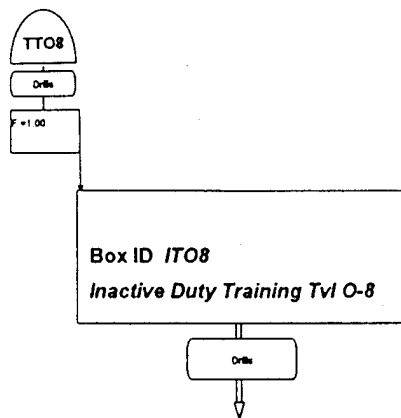 TTO8
Drills
F =1.00
Box ID ITO8
Inactive Duty Training Tvl O-8
Drills